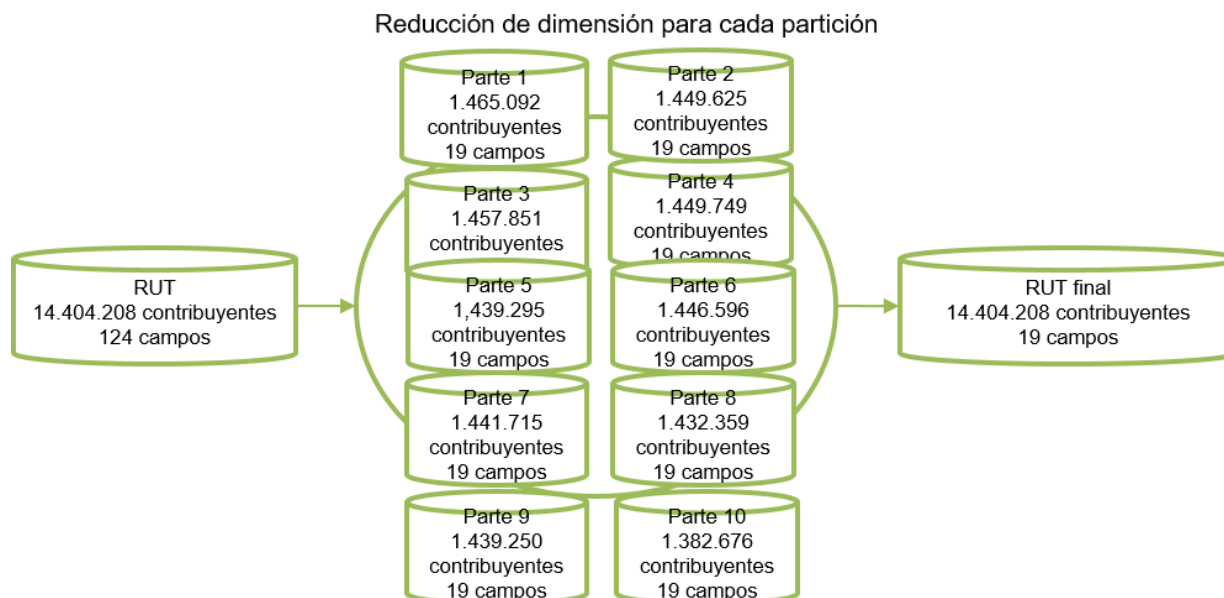 Reducción de dimensión para cada partición
Parte 1
1.465.092
contribuyentes
19 campos
Parte 2
1.449.625
contribuyentes
19 campos
Parte 3
1.457.851
contribuyentes
Parte 4
1.449.749
contribuyentes
19 campos
RUT
14.404.208 contribuyentes
124 campos
Parte 5
1,439.295
contribuyentes
19 campos
Parte 6
1.446.596
contribuyentes
19 campos
RUT final
14.404.208 contribuyentes
19 campos
Parte 7
1.441.715
contribuyentes
19 campos
Parte 8
1.432.359
contribuyentes
19 campos
Parte 9
1.439.250
contribuyentes
19 campos
Parte 10
1.382.676
contribuyentes
19 campos